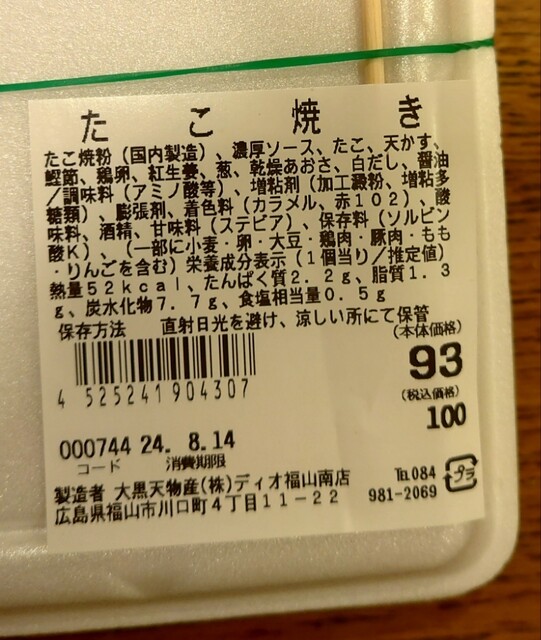 たこ焼き
たこ焼粉（国内製造）、濃厚ソース、たこ、天かす、
鰹節、鶏卵、紅生姜、葱、乾燥あおさ、白だし、醤油
／調味料（アミノ酸等）、増粘剤（加工澱粉、増粘多
糖類）、膨張剤、着色料（カラメル、赤１０２）、酸
味料、酒精、甘味料（ステビア）、保存料（ソルビン
酸Ｋ）、（一部に小麦・卵・大豆・鶏肉・豚肉・もも
・りんごを含む）栄養成分表示（１個当り／推定値）
熱量５２ｋｃａｌ、たんぱく質２．２ｇ、脂質１．３
ｇ、炭水化物７．７ｇ、食塩相当量０．５ｇ
保存方法　直射日光を避け、涼しい所にて保管
(本体価格)
93
4 525241 904307
(税込価格)
100
000744 24. 8.14
コード　消費期限
製造者 大黒天物産(株)ディオ福山南店
広島県福山市川口町４丁目１１－２２
℡084
981-2069
プラ